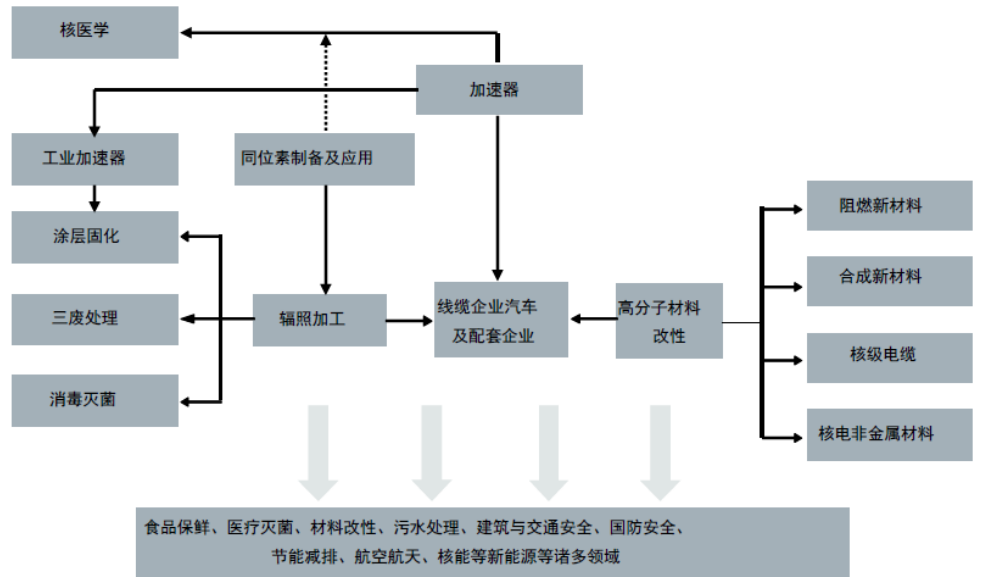 核医学
加速器
工业加速器
同位素制备及应用
阻燃新材料
涂层固化
合成新材料
三废处理
辐照加工
线缆企业汽车
及配套企业
高分子材料
改性
核级电缆
消毒灭菌
核电非金属材料
食品保鲜、医疗灭菌、材料改性、污水处理、建筑与交通安全、国防安全、
节能减排、航空航天、核能等新能源等诸多领域